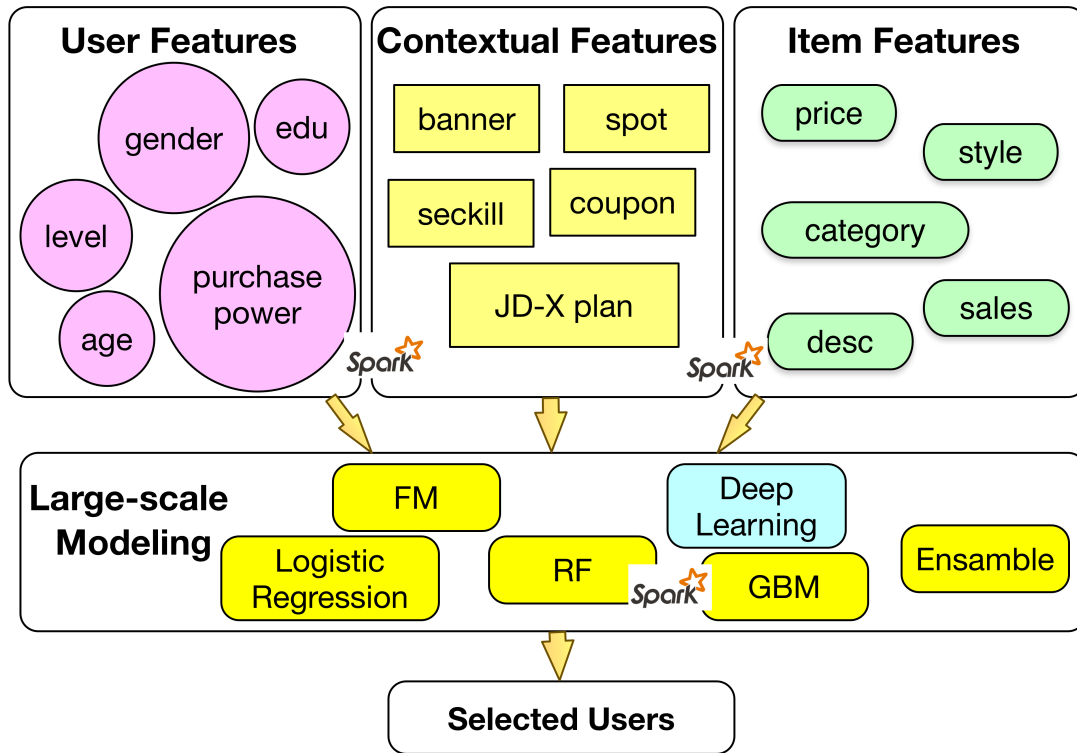 User Features
gender
edu
level
purchase
power
age
Contextual Features
banner
spot
seckill
coupon
JD-X plan
Item Features
price
style
category
sales
desc
Spark
Spark
Large-scale
Modeling
FM
Deep
Learning
Logistic
Regression
RF
Spark
GBM
Ensamble
Selected Users